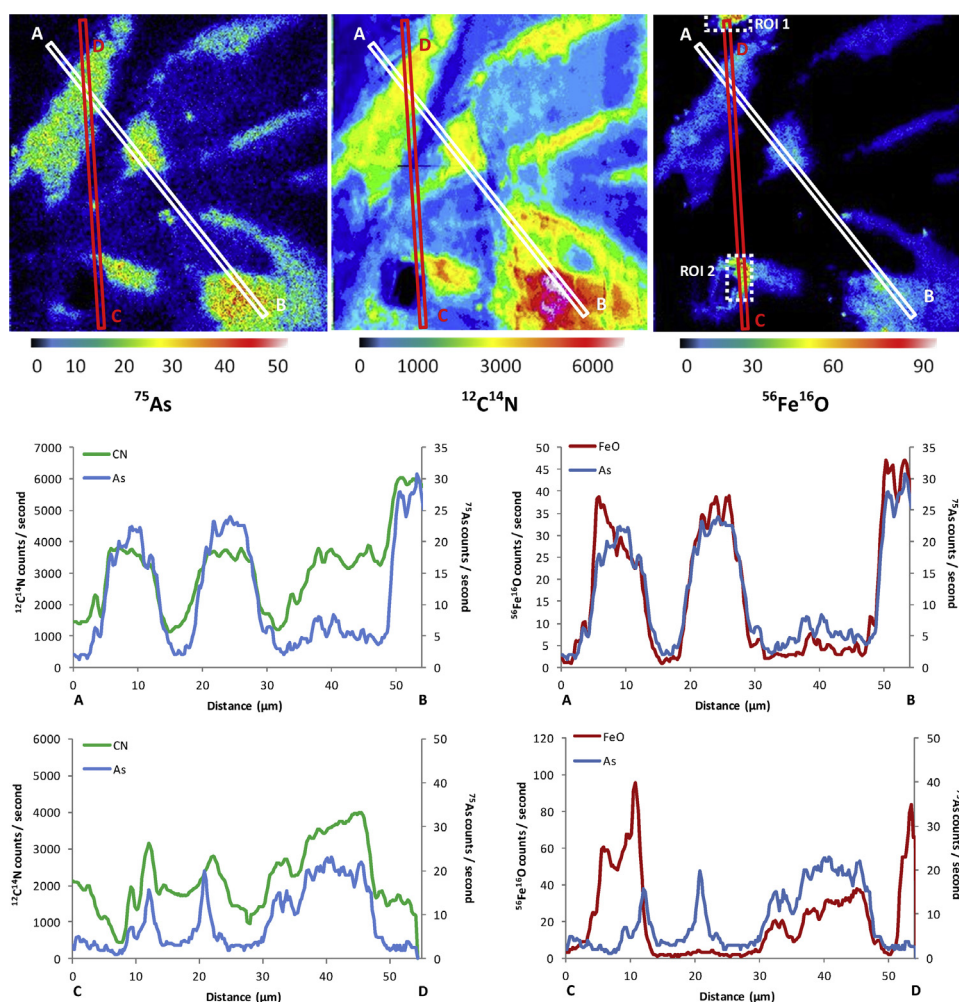 A D C B
A D C B
ROI 1 A D ROI 2 C B
0 10 20 30 40 50
0 1000 3000 6000
0 30 60 90
⁷⁵As
¹²C¹⁴N
⁵⁶Fe¹⁶O
CN
As
¹²C¹⁴N counts / second
7000
6000
5000
4000
3000
2000
1000
0
35
30
25
20
15
10
5
0
⁷⁵As counts / second
0 10 20 30 40 50
A Distance (µm) B
FeO
As
⁵⁶Fe¹⁶O counts / second
50
45
40
35
30
25
20
15
10
5
0
35
30
25
20
15
10
5
0
⁷⁵As counts / second
0 10 20 30 40 50
A Distance (µm) B
CN
As
¹²C¹⁴N counts / second
6000
5000
4000
3000
2000
1000
0
50
40
30
20
10
0
⁷⁵As counts / second
0 10 20 30 40 50
C Distance (µm) D
FeO
As
⁵⁶Fe¹⁶O counts / second
120
100
80
60
40
20
0
50
40
30
20
10
0
⁷⁵As counts / second
0 10 20 30 40 50
C Distance (µm) D